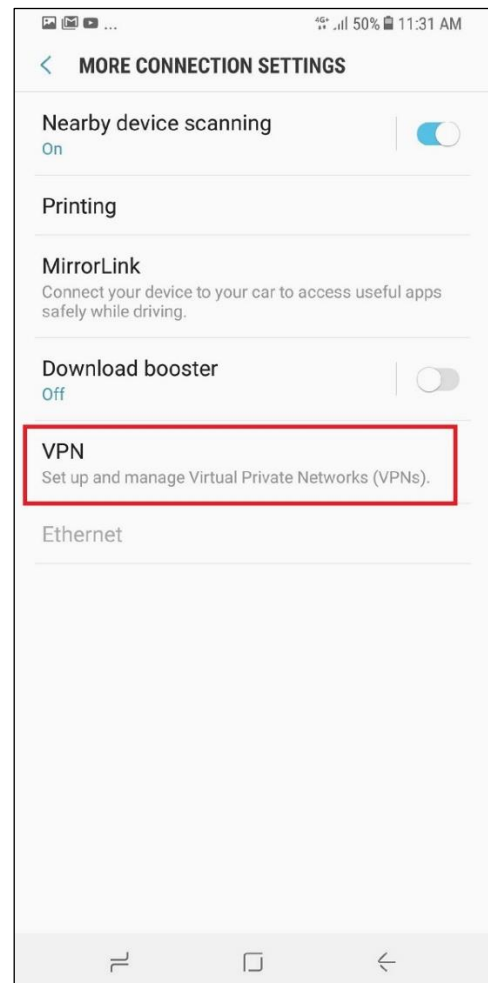 ... 4G+ 50% 11:31 AM
MORE CONNECTION SETTINGS
Nearby device scanning
On
Printing
MirrorLink
Connect your device to your car to access useful apps
safely while driving.
Download booster
Off
VPN
Set up and manage Virtual Private Networks (VPNs).
Ethernet